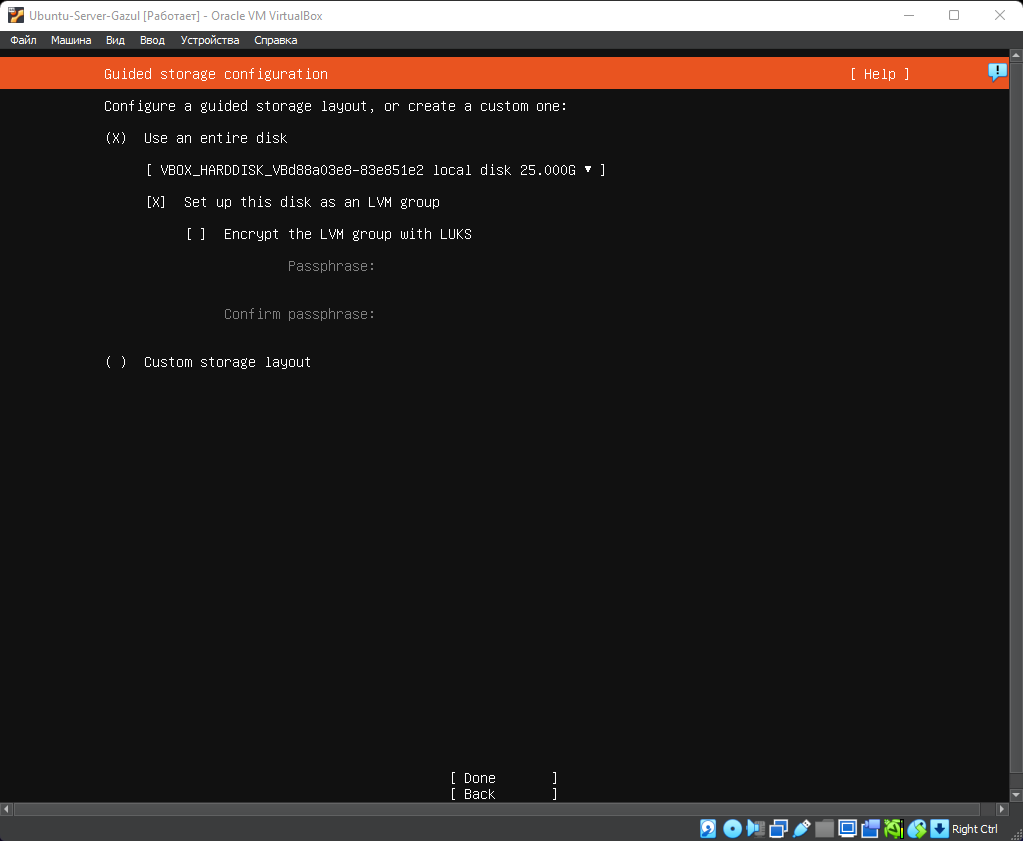 Ubuntu-Server-Gazul [Работает] - Oracle VM VirtualBox
Файл Машина Вид Ввод Устройства Справка
Guided storage configuration [ Help ]
Configure a guided storage layout, or create a custom one:
(X) Use an entire disk
[ VBOX_HARDDISK_VBd88a03e8-83e851e2 local disk 25.000G ▾ ]
[X] Set up this disk as an LVM group
[ ] Encrypt the LVM group with LUKS
Passphrase:
Confirm passphrase:
( ) Custom storage layout
[ Done ]
[ Back ]
Right Ctrl